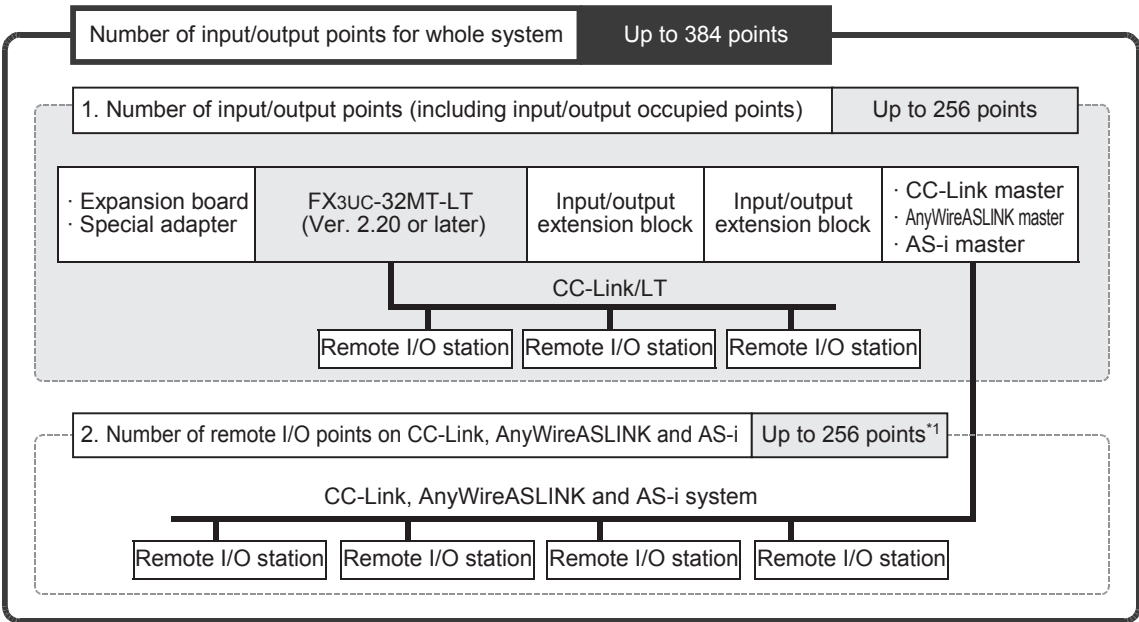 Number of input/output points for whole system
Up to 384 points
1. Number of input/output points (including input/output occupied points)
Up to 256 points
· Expansion board
· Special adapter
FX3UC-32MT-LT
(Ver. 2.20 or later)
Input/output
extension block
Input/output
extension block
· CC-Link master
· AnyWireASLINK master
· AS-i master
CC-Link/LT
Remote I/O station
Remote I/O station
Remote I/O station
2. Number of remote I/O points on CC-Link, AnyWireASLINK and AS-i
Up to 256 points*1
CC-Link, AnyWireASLINK and AS-i system
Remote I/O station
Remote I/O station
Remote I/O station
Remote I/O station